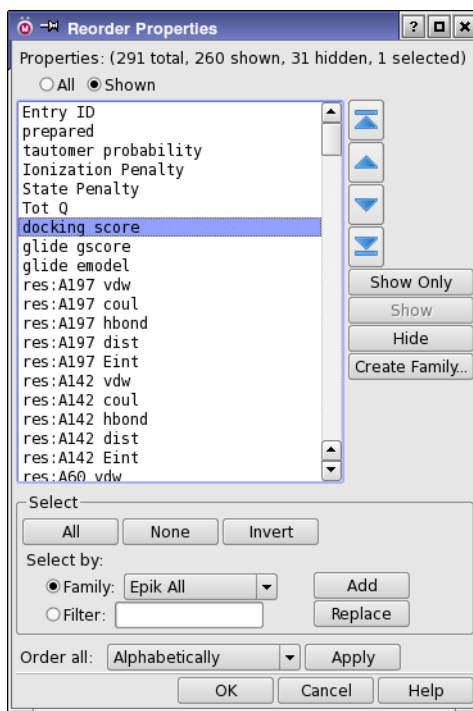 Reorder Properties
Properties: (291 total, 260 shown, 31 hidden, 1 selected)
All Shown
Entry ID
prepared
tautomer probability
Ionization Penalty
State Penalty
Tot Q
docking score
glide gscore
glide emodel
res:A197 vdw
res:A197 coul
res:A197 hbond
res:A197 dist
res:A197 Eint
res:A142 vdw
res:A142 coul
res:A142 hbond
res:A142 dist
res:A142 Eint
res:A60 vdw
Show Only
Show
Hide
Create Family...
Select
All None Invert
Select by:
Family: Epik All Add
Filter: Replace
Order all: Alphabetically Apply
OK Cancel Help